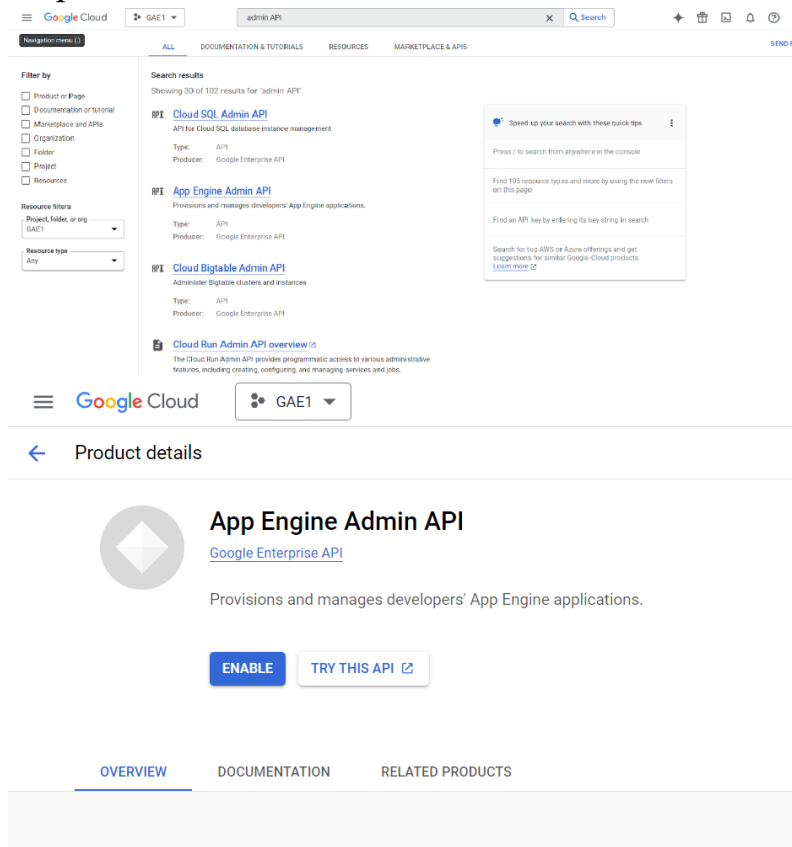 Google Cloud
GAE1
admin API
Search
Navigation menu (.)
ALL
DOCUMENTATION & TUTORIALS
RESOURCES
MARKETPLACE & APIS
SEND
Filter by
Product or Page
Documentation or tutorial
Marketplace and APIs
Organization
Folder
Project
Resources
Resource filters
Project, folder, or org
GAE1
Resource type
Any
Search results
Showing 30 of 102 results for "admin API".
API Cloud SQL Admin API
API for Cloud SQL database instance management
Type: API
Producer: Google Enterprise API
API App Engine Admin API
Provisions and manages developers' App Engine applications.
Type: API
Producer: Google Enterprise API
API Cloud Bigtable Admin API
Administer Bigtable clusters and instances
Type: API
Producer: Google Enterprise API
Cloud Run Admin API overview
The Cloud Run Admin API provides programmatic access to various administrative
features, including creating, configuring, and managing services and jobs.
Speed up your search with these quick tips
Press / to search from anywhere in the console
Find 105 resource types and more by using the new filters
on this page
Find an API key by entering its key string in search
Search for top AWS or Azure offerings and get
suggestions for similar Google Cloud products.
Learn more
Google Cloud
GAE1
Product details
App Engine Admin API
Google Enterprise API
Provisions and manages developers' App Engine applications.
ENABLE
TRY THIS API
OVERVIEW
DOCUMENTATION
RELATED PRODUCTS